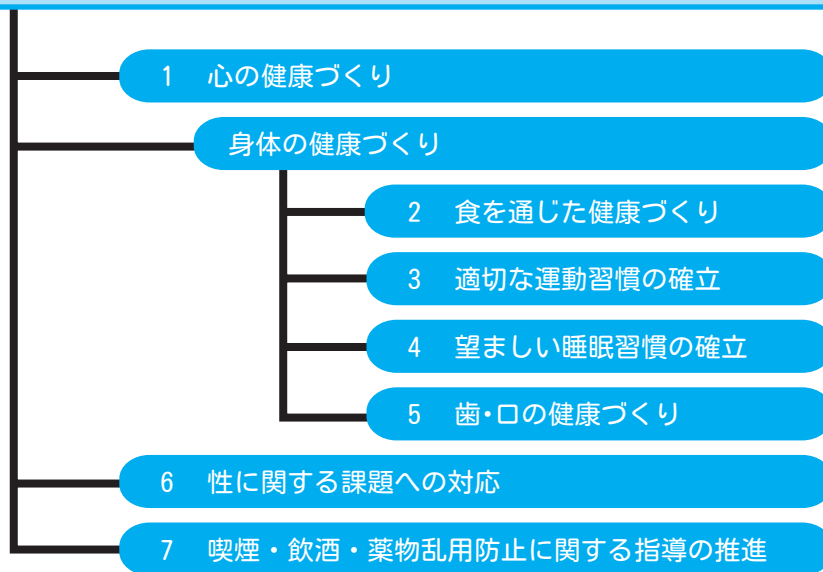 1 心の健康づくり
身体の健康づくり
2 食を通じた健康づくり
3 適切な運動習慣の確立
4 望ましい睡眠習慣の確立
5 歯・口の健康づくり
6 性に関する課題への対応
7 喫煙・飲酒・薬物乱用防止に関する指導の推進